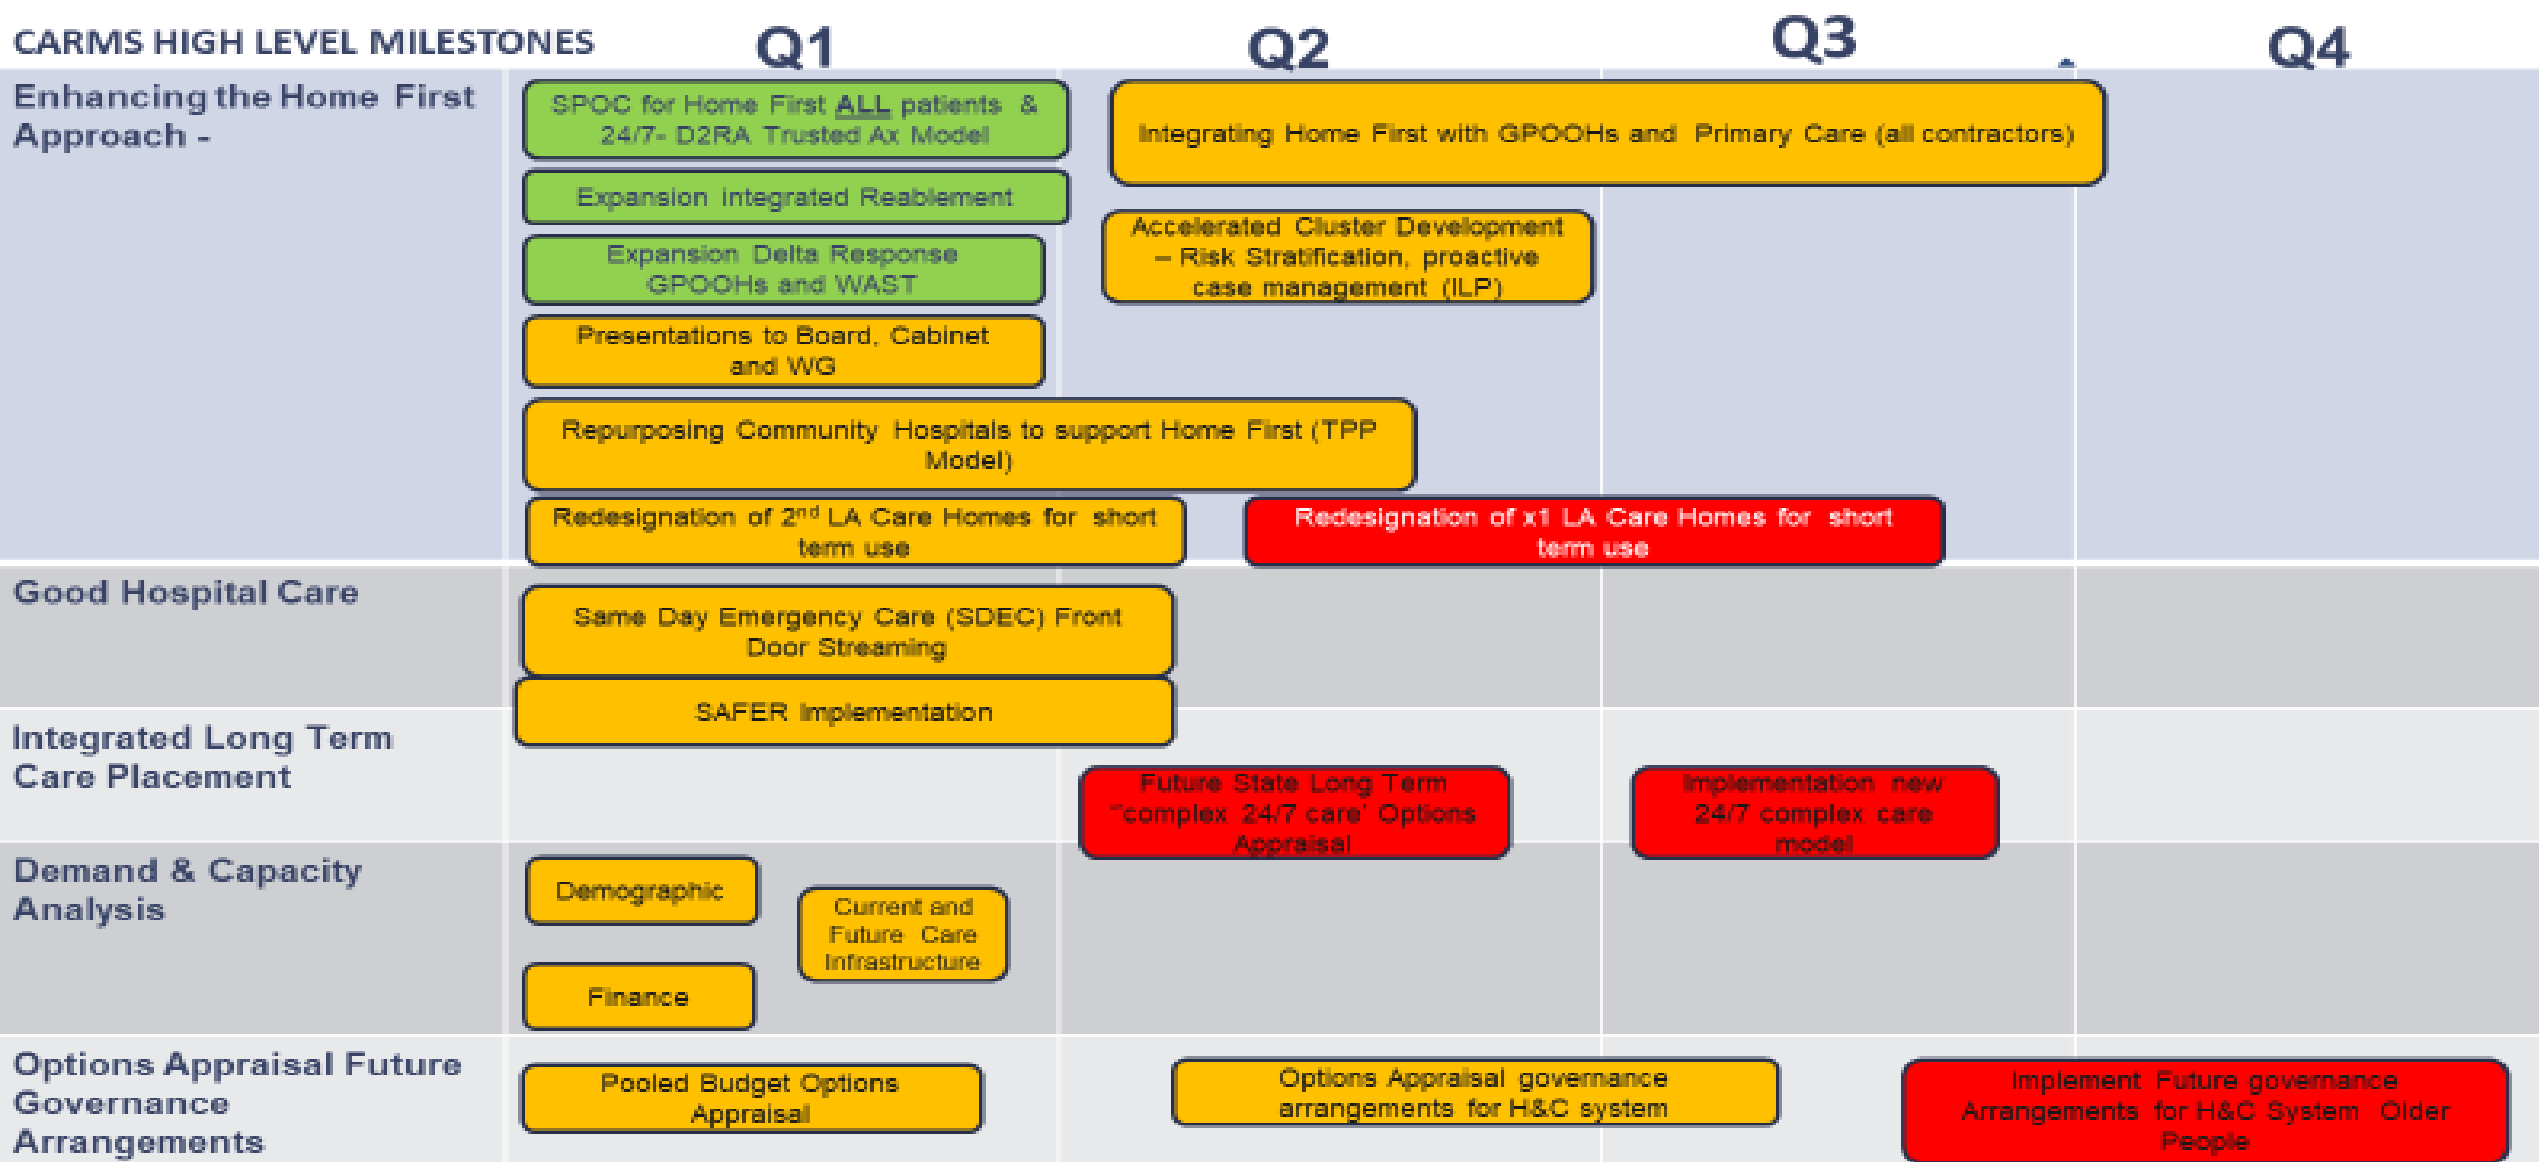 CARMS HIGH LEVEL MILESTONES
Q1
Q2
Q3
Q4
Enhancing the Home First
Approach -
SPOC for Home First ALL patients &
24/7- D2RA Trusted Ax Model
Expansion integrated Reablement
Expansion Delta Response
GPOOHs and WAST
Presentations to Board, Cabinet
and WG
Repurposing Community Hospitals to support Home First (TPP
Model)
Redesignation of 2nd LA Care Homes for short
term use
Integrating Home First with GPOOHs and Primary Care (all contractors)
Accelerated Cluster Development
– Risk Stratification, proactive
case management (ILP)
Redesignation of x1 LA Care Homes for short
term use
Good Hospital Care
Same Day Emergency Care (SDEC) Front
Door Streaming
SAFER Implementation
Integrated Long Term
Care Placement
Future State Long Term
“complex 24/7 care’ Options
Appraisal
Implementation new
24/7 complex care
model
Demand & Capacity
Analysis
Demographic
Current and
Future Care
Infrastructure
Finance
Options Appraisal Future
Governance
Arrangements
Pooled Budget Options
Appraisal
Options Appraisal governance
arrangements for H&C system
Implement Future governance
Arrangements for H&C System Older
People